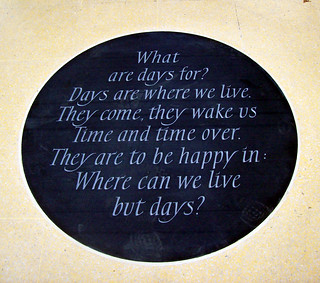 What
are days for?
Days are where we live.
They come, they wake us
Time and time over.
They are to be happy in:
Where can we live
but days?